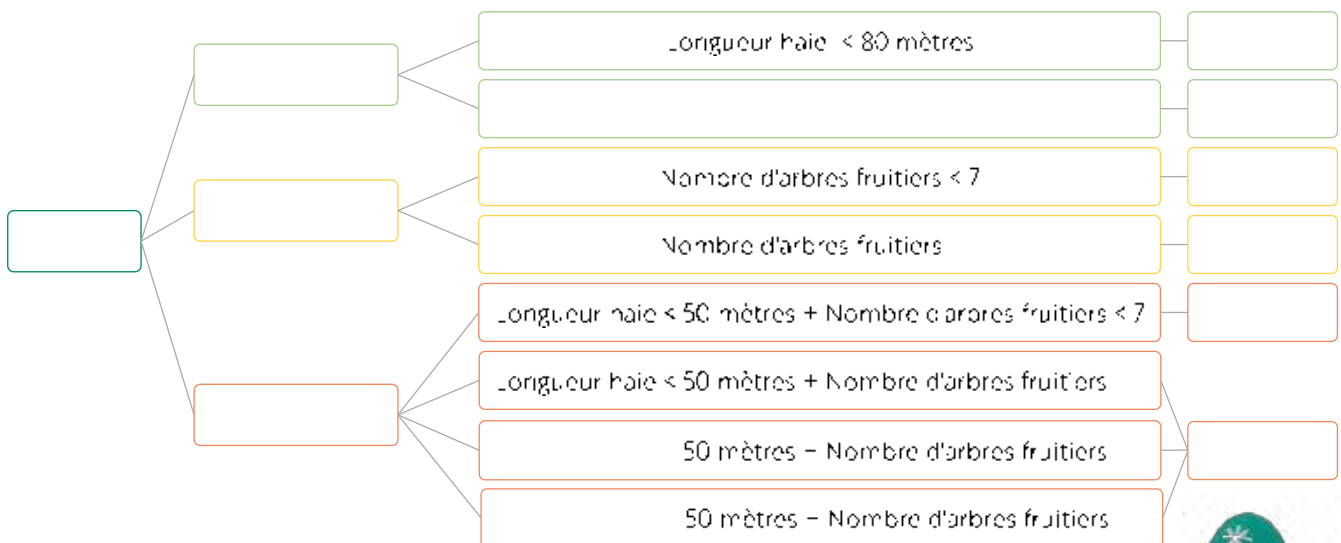 Longueur haie < 80 mètres
Nombre d'arbres fruitiers < 7
Nombre d'arbres fruitiers
Longueur haie < 50 mètres + Nombre d'arbres fruitiers < 7
Longueur haie < 50 mètres + Nombre d'arbres fruitiers
50 mètres – Nombre d'arbres fruitiers
50 mètres – Nombre d'arbres fruitiers